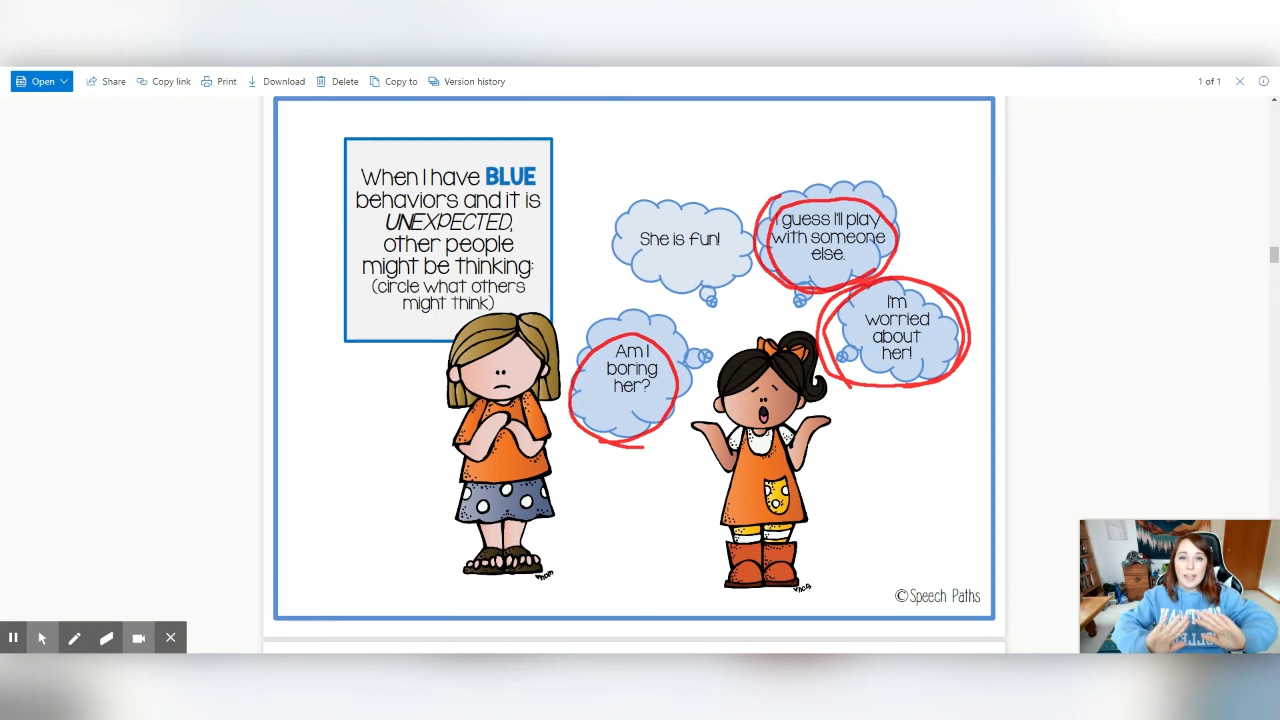 Open Share Copy link Print Download Delete Copy to Version history 1 of 1
When I have BLUE
behaviors and it is
UNEXPECTED,
other people
might be thinking:
(circle what others
might think)
She is fun!
I guess I'll play
with someone
else.
I'm
worried
about
her!
Am I
boring
her?
©Speech Paths